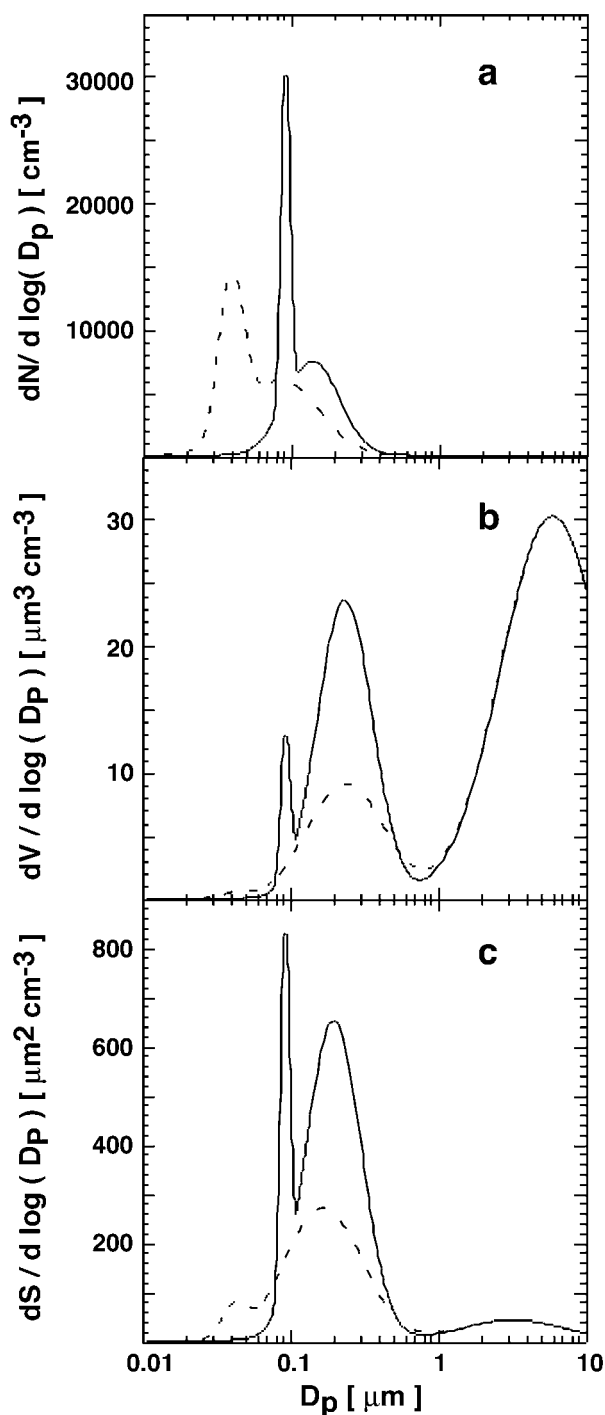 a
30000
20000
10000
dN/ d log( Dp ) [ cm-3 ]
b
30
20
10
dV / d log ( Dp ) [ μm3 cm-3 ]
c
800
600
400
200
dS / d log ( Dp ) [ μm2 cm-3 ]
0.01 0.1 1 10
Dp [ μm ]